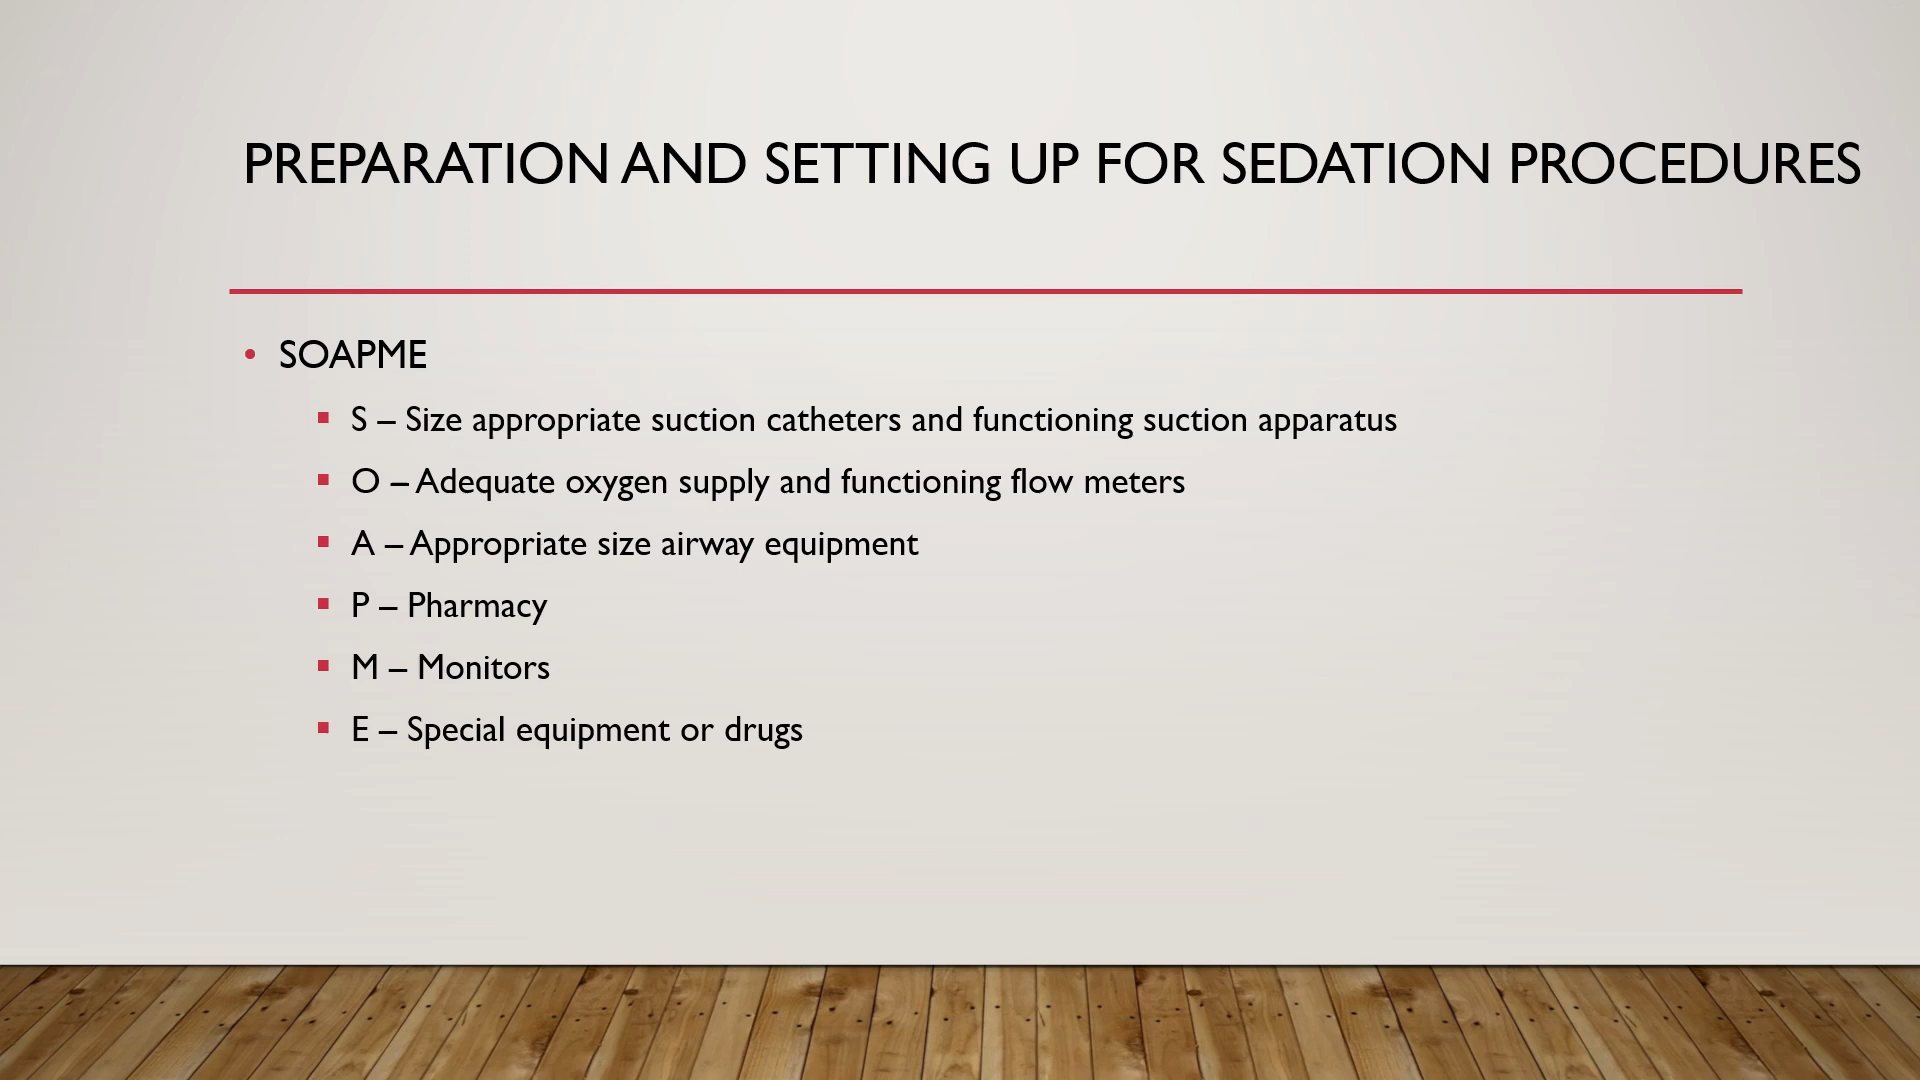 PREPARATION AND SETTING UP FOR SEDATION PROCEDURES
• SOAPME
▪ S – Size appropriate suction catheters and functioning suction apparatus
▪ O – Adequate oxygen supply and functioning flow meters
▪ A – Appropriate size airway equipment
▪ P – Pharmacy
▪ M – Monitors
▪ E – Special equipment or drugs